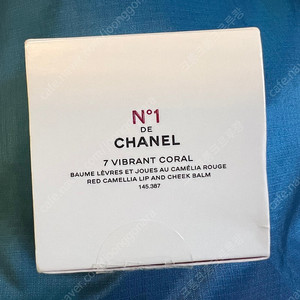 N°1
DE
CHANEL
7 VIBRANT CORAL
BAUME LÈVRES ET JOUES AU CAMÉLIA ROUGE
RED CAMELLIA LIP AND CHEEK BALM
145.387